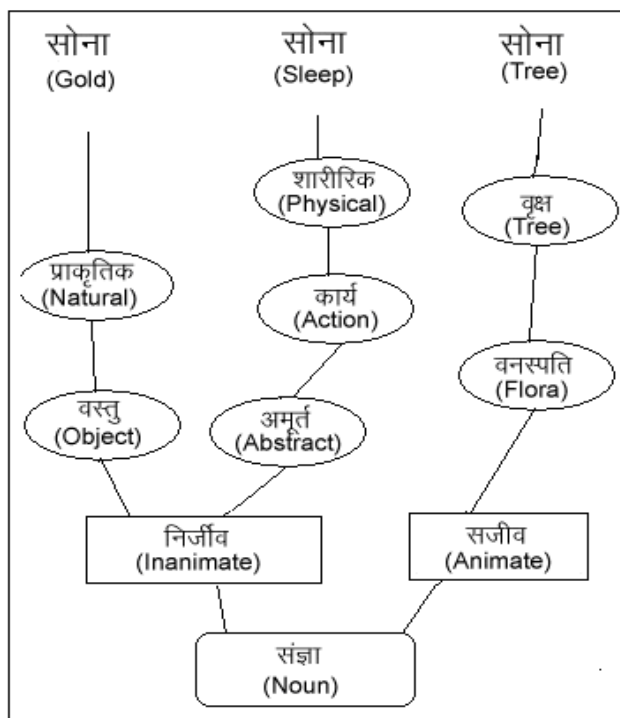 सोना
(Gold)
सोना
(Sleep)
सोना
(Tree)
शारीरिक
(Physical)
वृक्ष
(Tree)
प्राकृतिक
(Natural)
कार्य
(Action)
वनस्पति
(Flora)
वस्तु
(Object)
अमूर्त
(Abstract)
निर्जीव
(Inanimate)
सजीव
(Animate)
संज्ञा
(Noun)